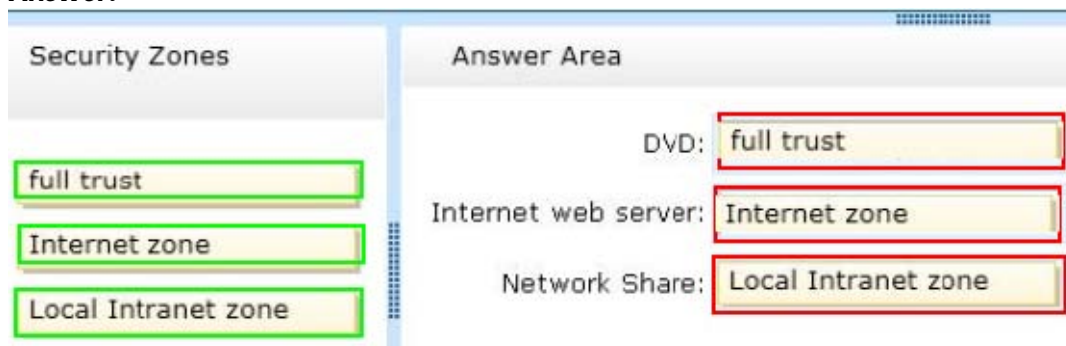 Security Zones
full trust
Internet zone
Local Intranet zone
Answer Area
DVD: full trust
Internet web server: Internet zone
Network Share: Local Intranet zone